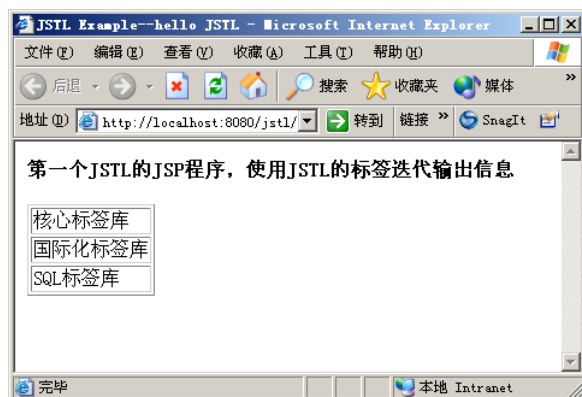 JSTL Example--hello JSTL - Microsoft Internet Explorer
文件(F) 编辑(E) 查看(V) 收藏(A) 工具(T) 帮助(H)
后退 搜索 收藏夹 媒体 »
地址(D) http://localhost:8080/jstl/ 转到 链接 » SnagIt
第一个JSTL的JSP程序，使用JSTL的标签迭代输出信息
核心标签库
国际化标签库
SQL标签库
完毕 本地 Intranet